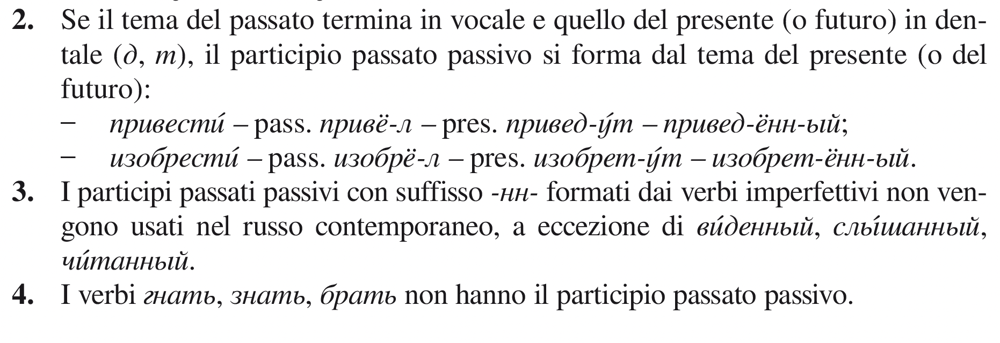 2. Se il tema del passato termina in vocale e quello del presente (o futuro) in den-
tale (д, т), il participio passato passivo si forma dal tema del presente (o del
futuro):
– привести́ – pass. привё-л – pres. привед-у́т – привед-ённ-ый;
– изобрести́ – pass. изобрё-л – pres. изобрет-у́т – изобрет-ённ-ый.
3. I participi passati passivi con suffisso -нн- formati dai verbi imperfettivi non ven-
gono usati nel russo contemporaneo, a eccezione di ви́денный, слы́шанный,
чи́танный.
4. I verbi гнать, знать, брать non hanno il participio passato passivo.